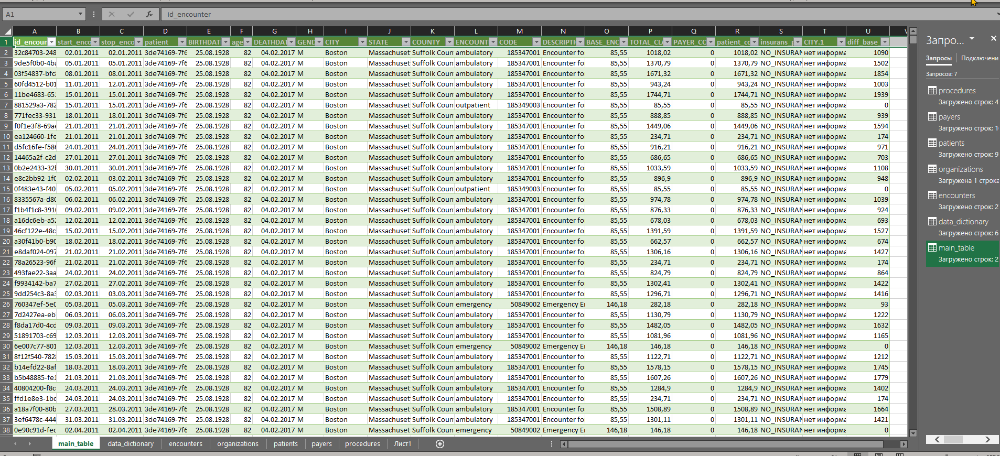 A1 fx id_encounter
A B C D E F G H I J K L M N O P Q R S T U
1 id_encoun start_enco stop_enco patient BIRTHDAT age DEATHDAT GEND CITY STATE COUNTY ENCOUNT CODE DESCRIPTI BASE_ENC TOTAL_CLA PAYER_CO patient_co insurans_p CITY.1 diff_base_
2 32c84703-248 02.01.2011 02.01.2011 3de74169-7f6 25.08.1928 82 04.02.2017 M Boston Massachuset Suffolk Coun ambulatory 185347001 Encounter fo 85,55 1018,02 0 1018,02 NO_INSURAN нет информа 1090
3 9de5f0b0-4ba 05.01.2011 05.01.2011 3de74169-7f6 25.08.1928 82 04.02.2017 M Boston Massachuset Suffolk Coun ambulatory 185347001 Encounter fo 85,55 1370,79 0 1370,79 NO_INSURAN нет информа 1502
4 03f54837-bfc8 08.01.2011 08.01.2011 3de74169-7f6 25.08.1928 82 04.02.2017 M Boston Massachuset Suffolk Coun ambulatory 185347001 Encounter fo 85,55 1671,32 0 1671,32 NO_INSURAN нет информа 1854
5 60fd4512-b01 11.01.2011 12.01.2011 3de74169-7f6 25.08.1928 82 04.02.2017 M Boston Massachuset Suffolk Coun ambulatory 185347001 Encounter fo 85,55 943,24 0 943,24 NO_INSURAN нет информа 1003
6 11be4683-651 15.01.2011 15.01.2011 3de74169-7f6 25.08.1928 82 04.02.2017 M Boston Massachuset Suffolk Coun ambulatory 185347001 Encounter fo 85,55 1744,71 0 1744,71 NO_INSURAN нет информа 1939
7 881529a3-782 15.01.2011 15.01.2011 3de74169-7f6 25.08.1928 82 04.02.2017 M Boston Massachuset Suffolk Coun outpatient 185349003 Encounter fo 85,55 85,55 0 85,55 NO_INSURAN нет информа 0
8 771fec33-931 18.01.2011 18.01.2011 3de74169-7f6 25.08.1928 82 04.02.2017 M Boston Massachuset Suffolk Coun ambulatory 185347001 Encounter fo 85,55 888,85 0 888,85 NO_INSURAN нет информа 939
9 f0f1e3f8-69ae 21.01.2011 21.01.2011 3de74169-7f6 25.08.1928 82 04.02.2017 M Boston Massachuset Suffolk Coun ambulatory 185347001 Encounter fo 85,55 1449,06 0 1449,06 NO_INSURAN нет информа 1594
10 ea124660-1fe 21.01.2011 21.01.2011 3de74169-7f6 25.08.1928 82 04.02.2017 M Boston Massachuset Suffolk Coun ambulatory 185347001 Encounter fo 85,55 234,71 0 234,71 NO_INSURAN нет информа 174
11 d5fc16fe-f586 24.01.2011 24.01.2011 3de74169-7f6 25.08.1928 82 04.02.2017 M Boston Massachuset Suffolk Coun ambulatory 185347001 Encounter fo 85,55 916,21 0 916,21 NO_INSURAN нет информа 971
12 14465a2f-c2d 27.01.2011 27.01.2011 3de74169-7f6 25.08.1928 82 04.02.2017 M Boston Massachuset Suffolk Coun ambulatory 185347001 Encounter fo 85,55 686,65 0 686,65 NO_INSURAN нет информа 703
13 0b2e2433-32b 30.01.2011 30.01.2011 3de74169-7f6 25.08.1928 82 04.02.2017 M Boston Massachuset Suffolk Coun ambulatory 185347001 Encounter fo 85,55 1033,59 0 1033,59 NO_INSURAN нет информа 1108
14 e8c2bb92-1f0 02.02.2011 03.02.2011 3de74169-7f6 25.08.1928 82 04.02.2017 M Boston Massachuset Suffolk Coun ambulatory 185347001 Encounter fo 85,55 896,9 0 896,9 NO_INSURAN нет информа 948
15 0f483e43-f40 05.02.2011 05.02.2011 3de74169-7f6 25.08.1928 82 04.02.2017 M Boston Massachuset Suffolk Coun outpatient 185349003 Encounter fo 85,55 85,55 0 85,55 NO_INSURAN нет информа 0
16 8335567a-d80 06.02.2011 06.02.2011 3de74169-7f6 25.08.1928 82 04.02.2017 M Boston Massachuset Suffolk Coun ambulatory 185347001 Encounter fo 85,55 974,78 0 974,78 NO_INSURAN нет информа 1039
17 f1b4f1c8-3910 09.02.2011 09.02.2011 3de74169-7f6 25.08.1928 82 04.02.2017 M Boston Massachuset Suffolk Coun ambulatory 185347001 Encounter fo 85,55 876,33 0 876,33 NO_INSURAN нет информа 924
18 a16dc6eb-a52 12.02.2011 12.02.2011 3de74169-7f6 25.08.1928 82 04.02.2017 M Boston Massachuset Suffolk Coun ambulatory 185347001 Encounter fo 85,55 678,03 0 678,03 NO_INSURAN нет информа 693
19 46cf122e-48c 15.02.2011 15.02.2011 3de74169-7f6 25.08.1928 82 04.02.2017 M Boston Massachuset Suffolk Coun ambulatory 185347001 Encounter fo 85,55 1391,59 0 1391,59 NO_INSURAN нет информа 1527
20 a30f41b0-b90 18.02.2011 18.02.2011 3de74169-7f6 25.08.1928 82 04.02.2017 M Boston Massachuset Suffolk Coun ambulatory 185347001 Encounter fo 85,55 662,57 0 662,57 NO_INSURAN нет информа 674
21 e8daf024-097 21.02.2011 21.02.2011 3de74169-7f6 25.08.1928 82 04.02.2017 M Boston Massachuset Suffolk Coun ambulatory 185347001 Encounter fo 85,55 1306,16 0 1306,16 NO_INSURAN нет информа 1427
22 78a26523-96f 21.02.2011 21.02.2011 3de74169-7f6 25.08.1928 82 04.02.2017 M Boston Massachuset Suffolk Coun ambulatory 185347001 Encounter fo 85,55 234,71 0 234,71 NO_INSURAN нет информа 174
23 493fae22-3aa 24.02.2011 24.02.2011 3de74169-7f6 25.08.1928 82 04.02.2017 M Boston Massachuset Suffolk Coun ambulatory 185347001 Encounter fo 85,55 824,79 0 824,79 NO_INSURAN нет информа 864
24 f9934142-ba7 27.02.2011 27.02.2011 3de74169-7f6 25.08.1928 82 04.02.2017 M Boston Massachuset Suffolk Coun ambulatory 185347001 Encounter fo 85,55 1302,41 0 1302,41 NO_INSURAN нет информа 1422
25 9dd254c3-8a3 02.03.2011 03.03.2011 3de74169-7f6 25.08.1928 82 04.02.2017 M Boston Massachuset Suffolk Coun ambulatory 185347001 Encounter fo 85,55 1296,71 0 1296,71 NO_INSURAN нет информа 1416
26 760347ef-5e0 05.03.2011 05.03.2011 3de74169-7f6 25.08.1928 82 04.02.2017 M Boston Massachuset Suffolk Coun emergency 50849002 Emergency E 146,18 282,18 0 282,18 NO_INSURAN нет информа 93
27 7d2427ea-eb 06.03.2011 06.03.2011 3de74169-7f6 25.08.1928 82 04.02.2017 M Boston Massachuset Suffolk Coun ambulatory 185347001 Encounter fo 85,55 1130,79 0 1130,79 NO_INSURAN нет информа 1222
28 f8da17d0-4cd 09.03.2011 09.03.2011 3de74169-7f6 25.08.1928 82 04.02.2017 M Boston Massachuset Suffolk Coun ambulatory 185347001 Encounter fo 85,55 1482,05 0 1482,05 NO_INSURAN нет информа 1632
29 51891703-c69 12.03.2011 12.03.2011 3de74169-7f6 25.08.1928 82 04.02.2017 M Boston Massachuset Suffolk Coun ambulatory 185347001 Encounter fo 85,55 1081,96 0 1081,96 NO_INSURAN нет информа 1165
30 6e007c77-801 12.03.2011 12.03.2011 3de74169-7f6 25.08.1928 82 04.02.2017 M Boston Massachuset Suffolk Coun emergency 50849002 Emergency E 146,18 146,18 0 146,18 NO_INSURAN нет информа 0
31 8f12f540-7828 15.03.2011 15.03.2011 3de74169-7f6 25.08.1928 82 04.02.2017 M Boston Massachuset Suffolk Coun ambulatory 185347001 Encounter fo 85,55 1122,71 0 1122,71 NO_INSURAN нет информа 1212
32 b14efd22-8af 18.03.2011 18.03.2011 3de74169-7f6 25.08.1928 82 04.02.2017 M Boston Massachuset Suffolk Coun ambulatory 185347001 Encounter fo 85,55 1578,15 0 1578,15 NO_INSURAN нет информа 1745
33 b5b48885-fe1 21.03.2011 21.03.2011 3de74169-7f6 25.08.1928 82 04.02.2017 M Boston Massachuset Suffolk Coun ambulatory 185347001 Encounter fo 85,55 1607,26 0 1607,26 NO_INSURAN нет информа 1779
34 40804200-f8c 24.03.2011 24.03.2011 3de74169-7f6 25.08.1928 82 04.02.2017 M Boston Massachuset Suffolk Coun ambulatory 185347001 Encounter fo 85,55 1284,9 0 1284,9 NO_INSURAN нет информа 1402
35 ffd1e8e3-1bc 24.03.2011 24.03.2011 3de74169-7f6 25.08.1928 82 04.02.2017 M Boston Massachuset Suffolk Coun ambulatory 185347001 Encounter fo 85,55 234,71 0 234,71 NO_INSURAN нет информа 174
36 a18a7f00-80b 27.03.2011 28.03.2011 3de74169-7f6 25.08.1928 82 04.02.2017 M Boston Massachuset Suffolk Coun ambulatory 185347001 Encounter fo 85,55 1508,89 0 1508,89 NO_INSURAN нет информа 1664
37 3ef6478c-444 31.03.2011 31.03.2011 3de74169-7f6 25.08.1928 82 04.02.2017 M Boston Massachuset Suffolk Coun ambulatory 185347001 Encounter fo 85,55 1301,11 0 1301,11 NO_INSURAN нет информа 1421
38 0e90c91d-fec 02.04.2011 02.04.2011 3de74169-7f6 25.08.1928 82 04.02.2017 M Boston Massachuset Suffolk Coun emergency 50849002 Emergency E 146,18 146,18 0 146,18 NO_INSURAN нет информа 0
main_table data_dictionary encounters organizations patients payers procedures Лист1
Запро...
Запросы Подключени
Запросов: 7
procedures
Загружено строк: 4
payers
Загружено строк: 1
patients
Загружено строк: 9
organizations
Загружена 1 строка
encounters
Загружено строк: 2
data_dictionary
Загружено строк: 6
main_table
Загружено строк: 2